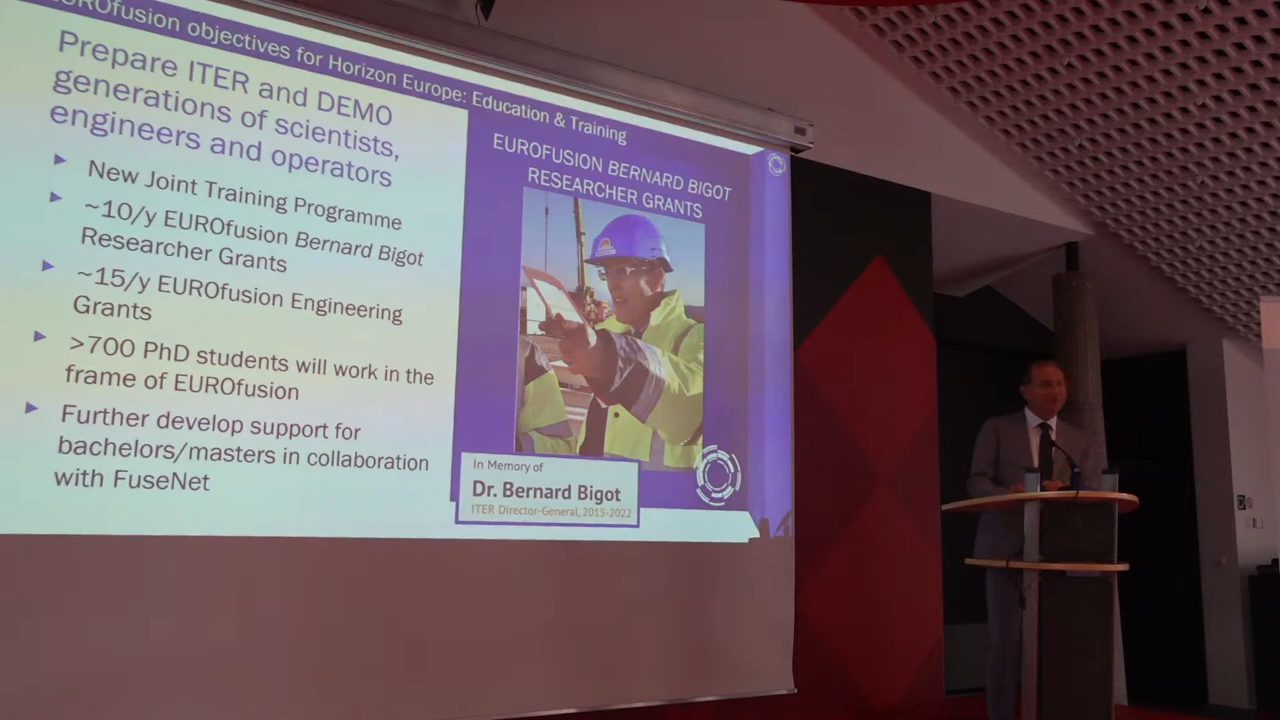 EUROfusion objectives for Horizon Europe: Education & Training
Prepare ITER and DEMO
generations of scientists,
engineers and operators
New Joint Training Programme
~10/y EUROfusion Bernard Bigot
Researcher Grants
~15/y EUROfusion Engineering
Grants
>700 PhD students will work in the
frame of EUROfusion
Further develop support for
bachelors/masters in collaboration
with FuseNet
EUROFUSION BERNARD BIGOT
RESEARCHER GRANTS
In Memory of
Dr. Bernard Bigot
ITER Director-General, 2015-2022